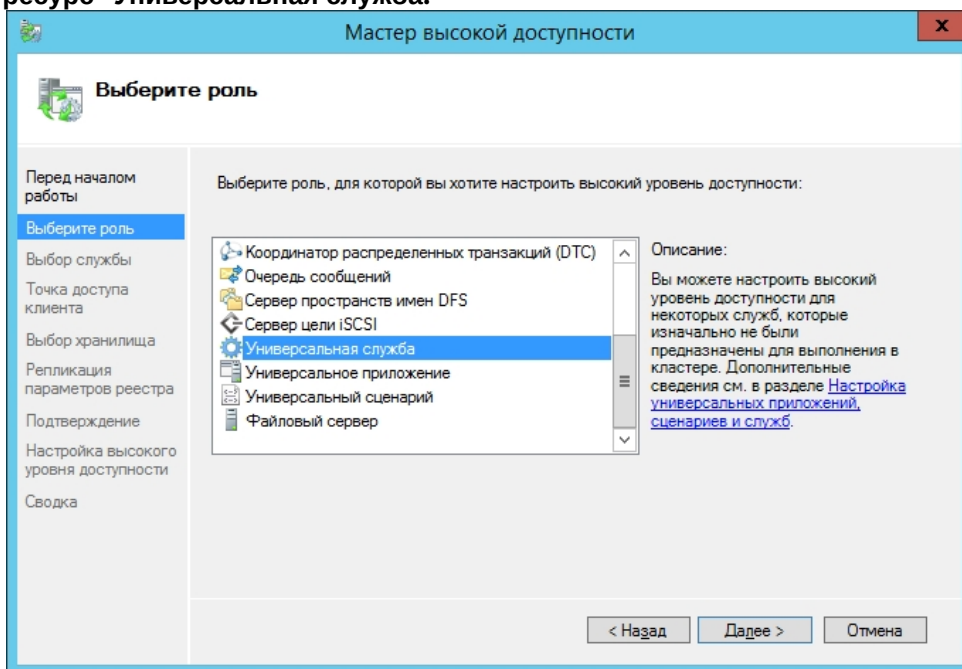 ресурс "Универсальная служба.
Мастер высокой доступности
x
Выберите роль
Перед началом
работы
Выберите роль
Выбор службы
Точка доступа
клиента
Выбор хранилища
Репликация
параметров реестра
Подтверждение
Настройка высокого
уровня доступности
Сводка
Выберите роль, для которой вы хотите настроить высокий уровень доступности:
Координатор распределенных транзакций (DTC)
Очередь сообщений
Сервер пространств имен DFS
Сервер цели iSCSI
Универсальная служба
Универсальное приложение
Универсальный сценарий
Файловый сервер
Описание:
Вы можете настроить высокий
уровень доступности для
некоторых служб, которые
изначально не были
предназначены для выполнения в
кластере. Дополнительные
сведения см. в разделе Настройка
универсальных приложений,
сценариев и служб.
< Назад
Далее >
Отмена